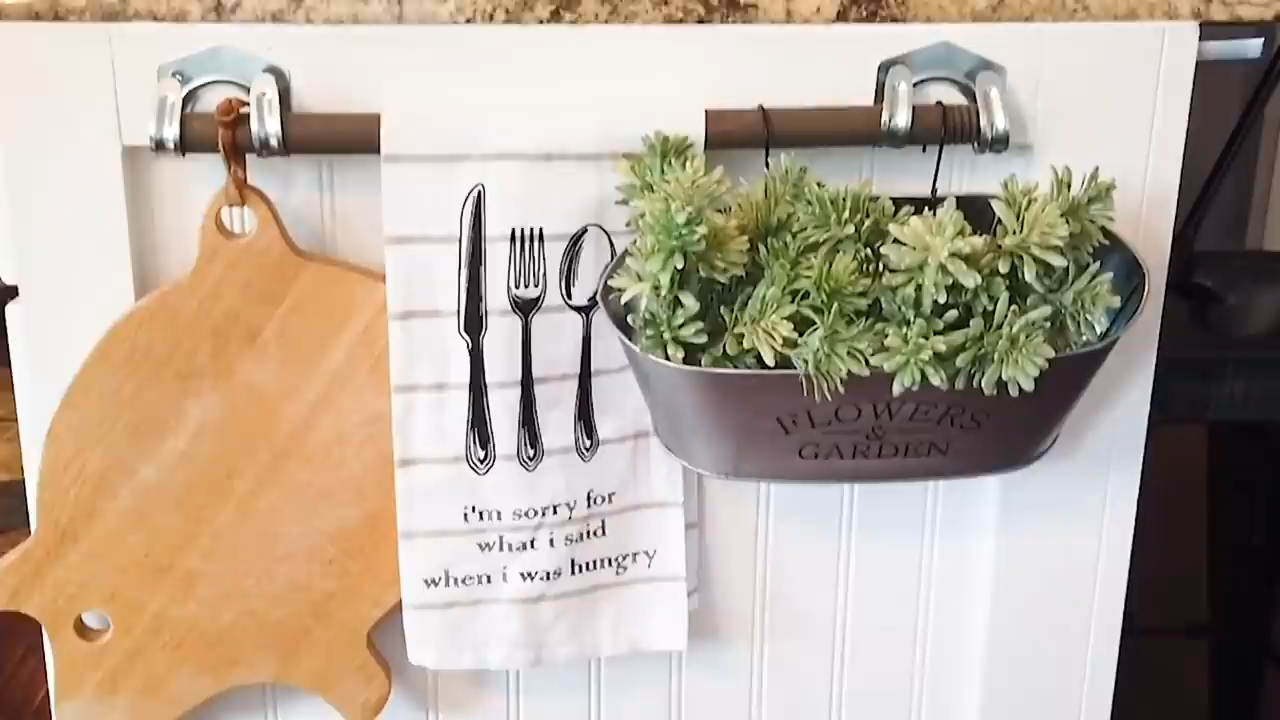 i'm sorry for
what i said
when i was hungry
FLOWERS
&
GARDEN